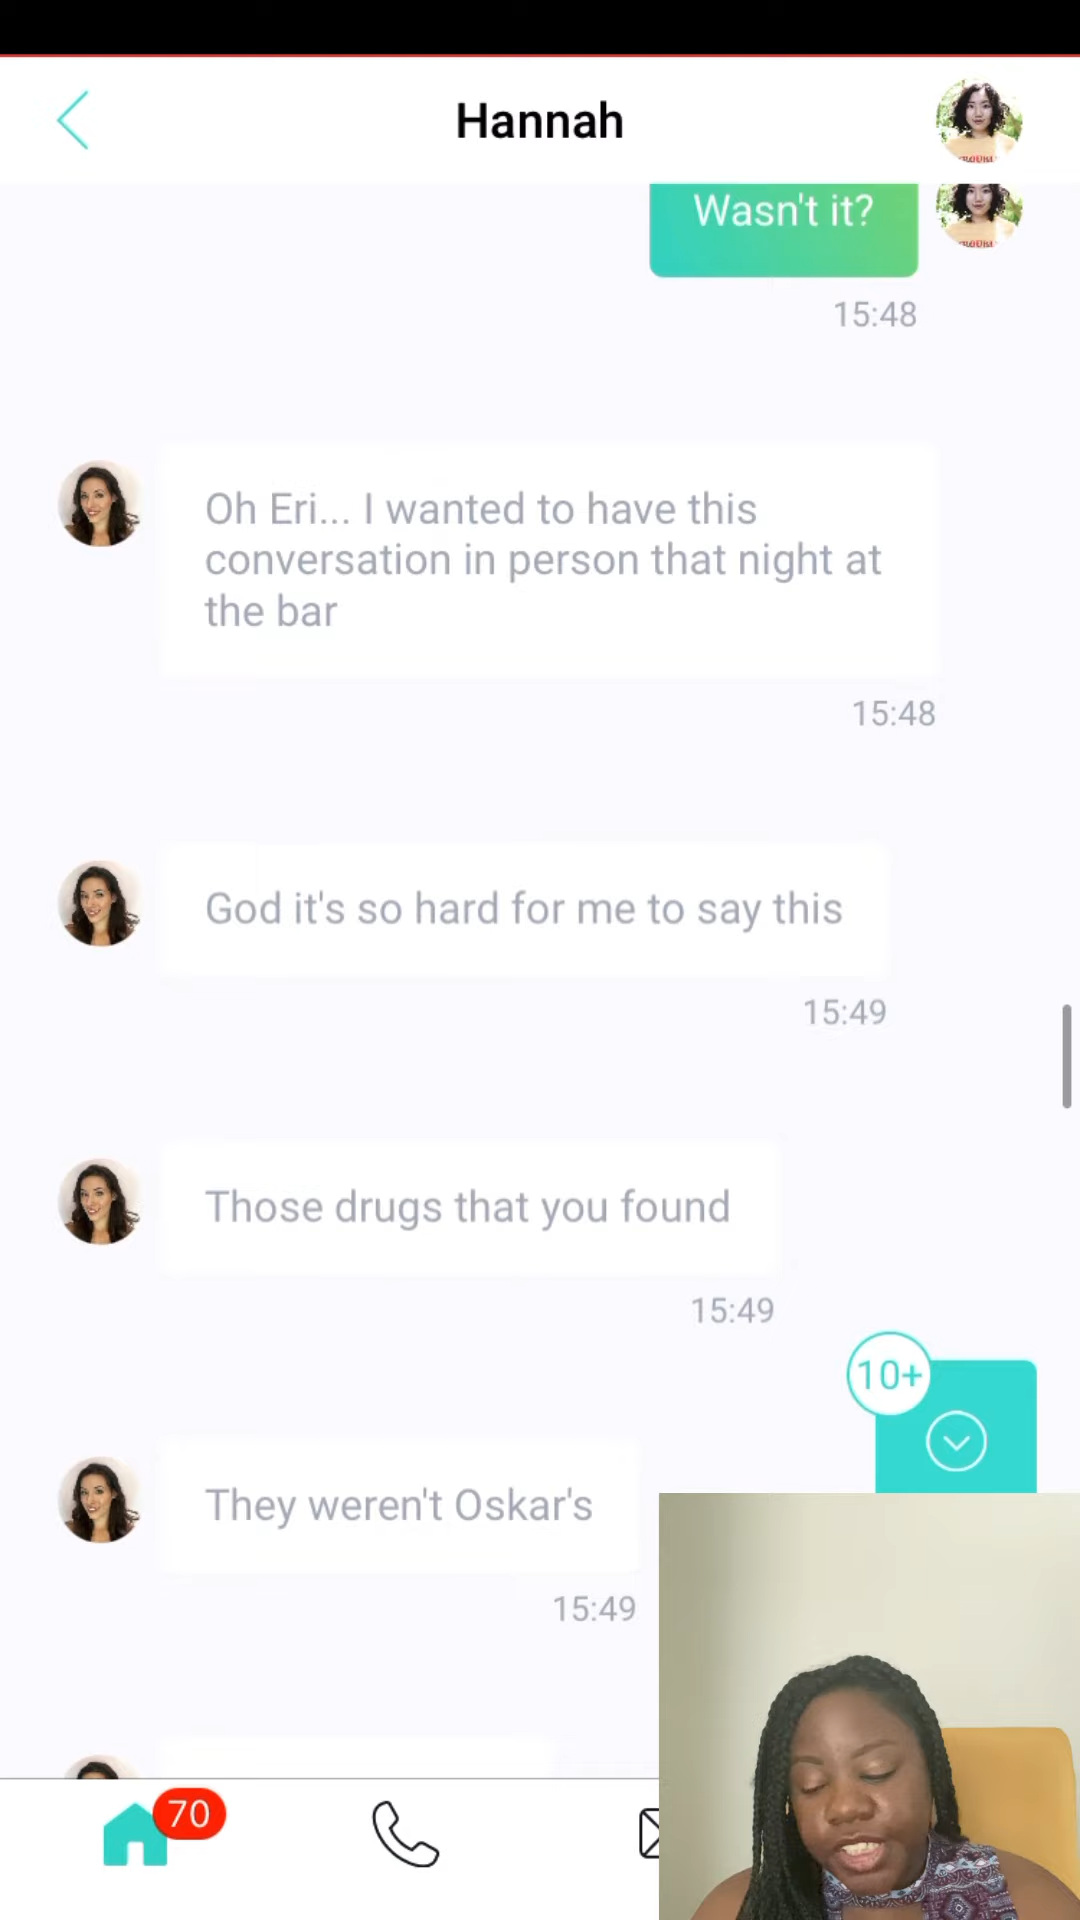 Hannah
Wasn't it?
15:48
Oh Eri... I wanted to have this
conversation in person that night at
the bar
15:48
God it's so hard for me to say this
15:49
Those drugs that you found
15:49
10+
They weren't Oskar's
15:49
70